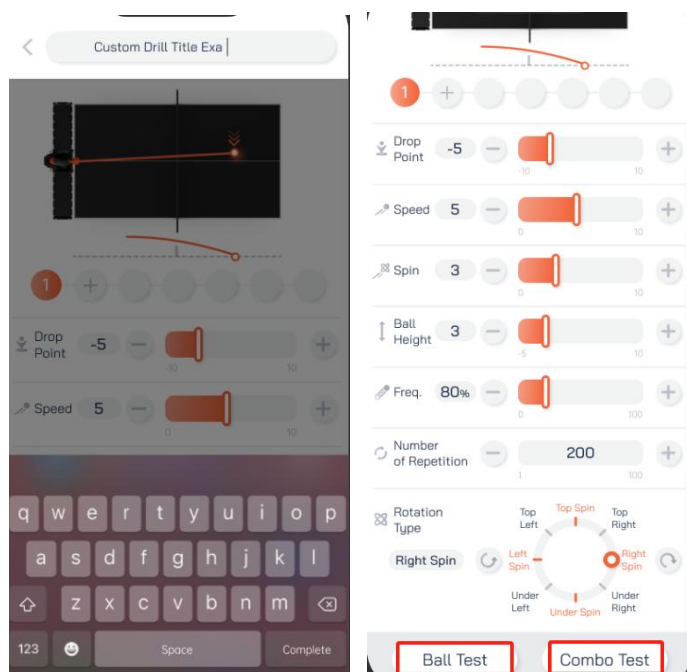 Custom Drill Title Exa
1 +
Drop
Point -5
-10 10
Speed 5
0 10
q w e r t y u i o p
a s d f g h j k l
z x c v b n m
123 Space Complete
1 +
Drop
Point -5
-10 10
Speed 5
0 10
Spin 3
0 10
Ball
Height 3
-5 10
Freq. 80%
0 100
Number
of Repetition 200
1 100
Rotation
Type
Top
Left
Top Spin
Top
Right
Right Spin
Left
Spin
Right
Spin
Under
Left
Under Spin
Under
Right
Ball Test Combo Test